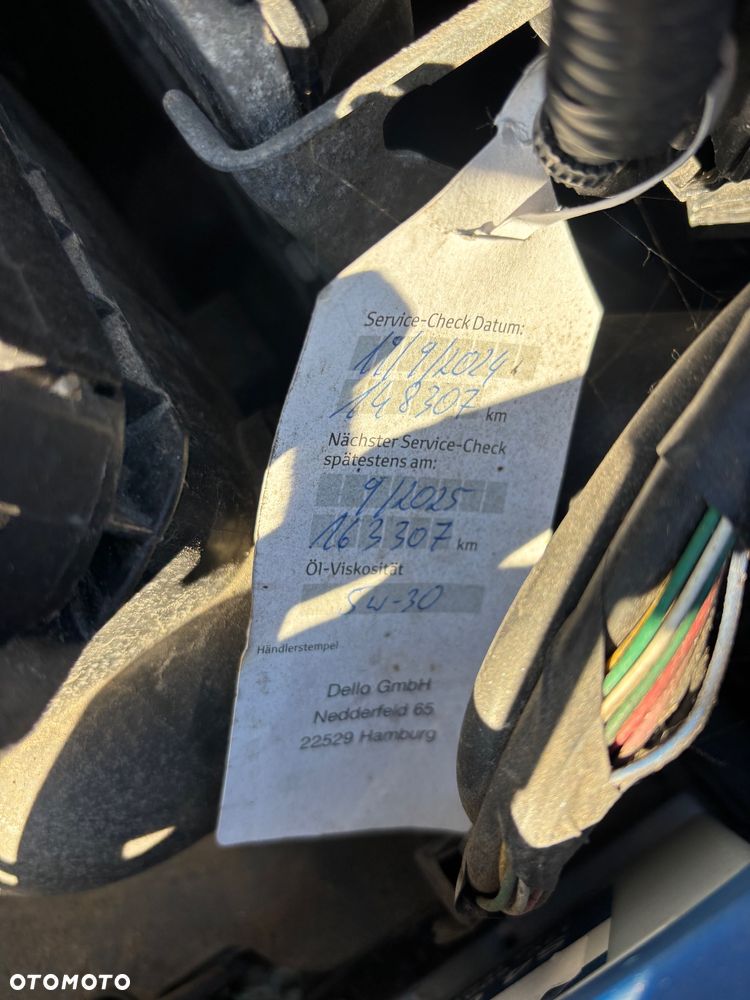 Service-Check Datum:
11/9/2024
148307 km
Nächster Service-Check
spätestens am:
9/2025
163307 km
Öl-Viskosität
5W-30
Händlerstempel
Dello GmbH
Nedderfeld 65
22529 Hamburg
OTOMOTO